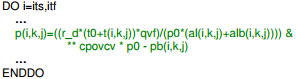 DO i=its,itf
...
p(i,k,j)=((r_d*(t0+t(i,k,j))*qvf)/(p0*(al(i,k,j)+alb(i,k,j)))) &
** cpovcv * p0 - pb(i,k,j)
...
ENDDO